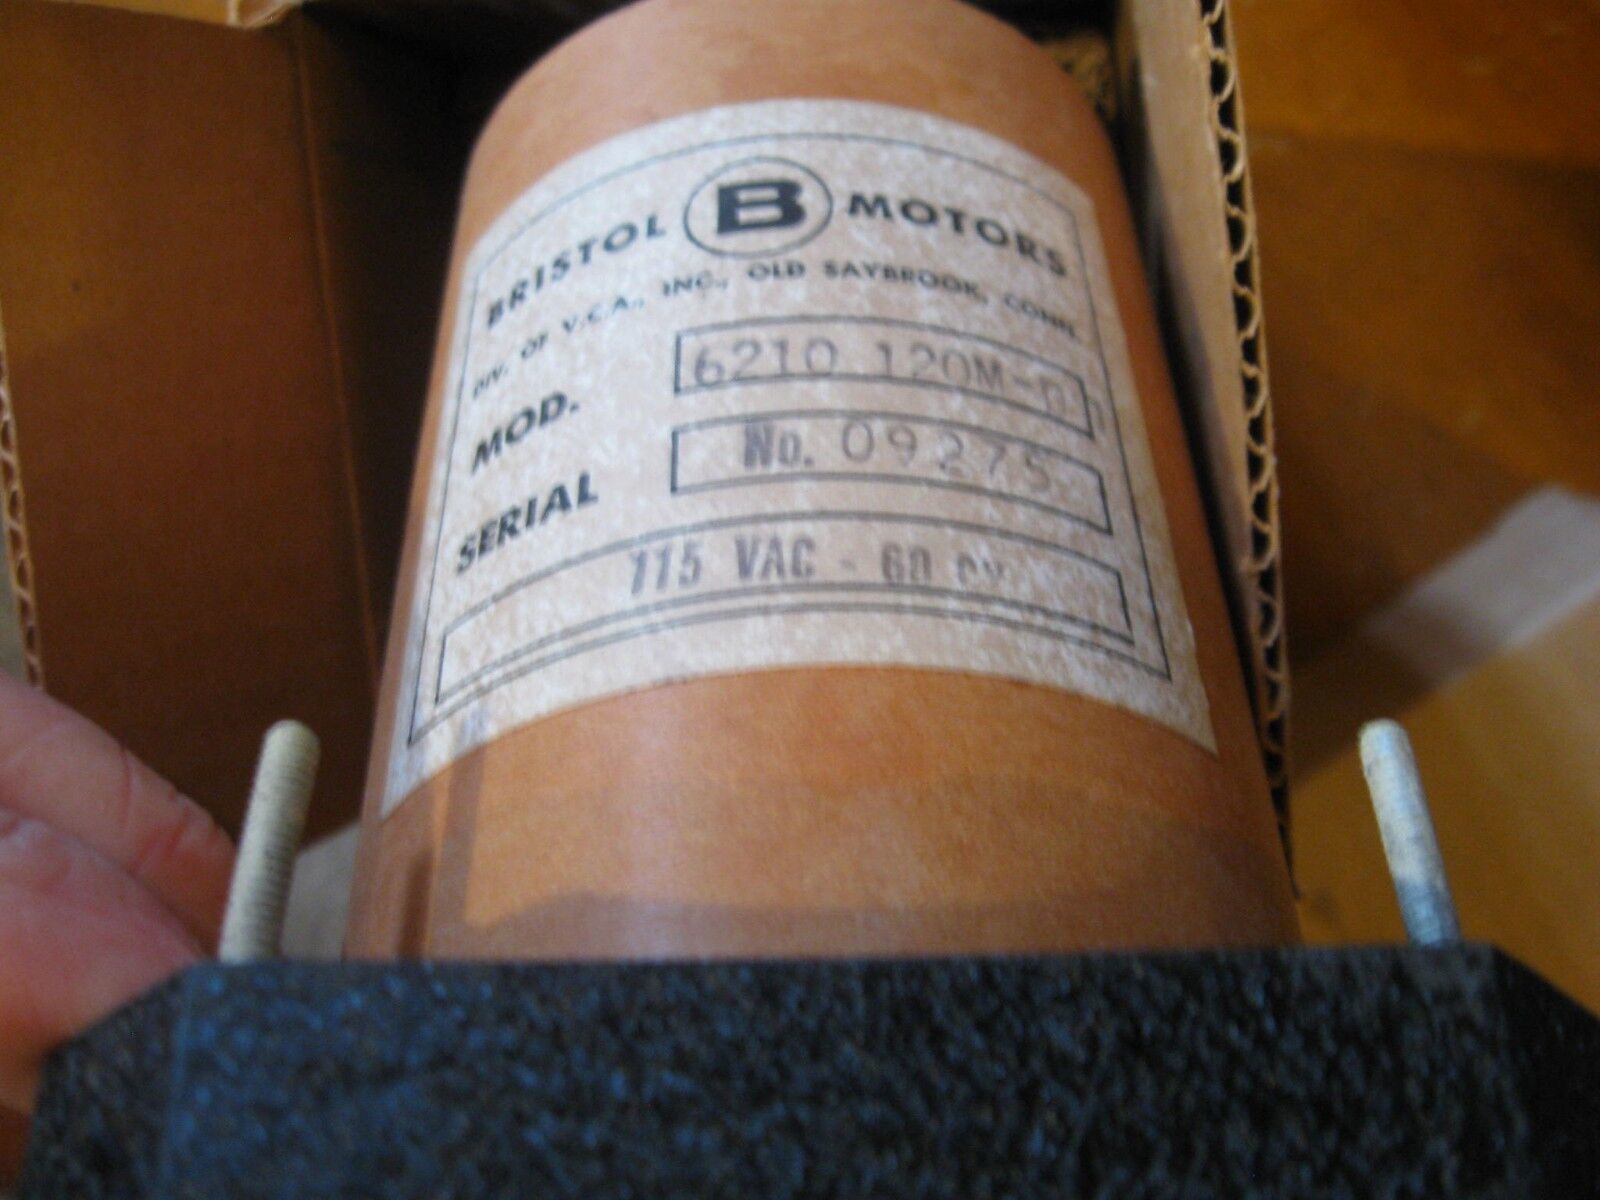 BRISTOL B MOTORS
DIV. OF V.C.A., INC., OLD SAYBROOK, CONN.
MOD. 6210 120M-
SERIAL No. 09275
115 VAC - 60 cy